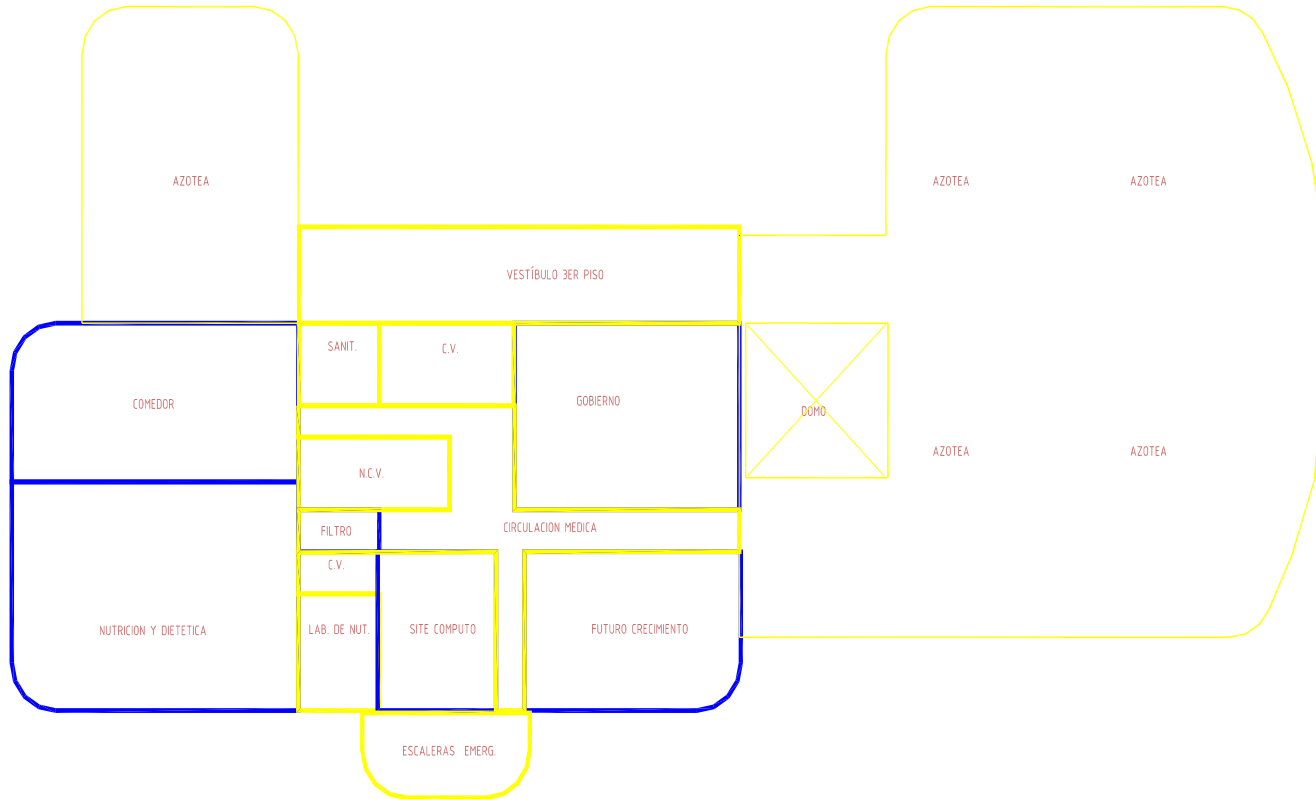 AZOTEA
AZOTEA
AZOTEA
VESTÍBULO 3ER PISO
SANIT.
C.V.
COMEDOR
GOBIERNO
DOMO
AZOTEA
AZOTEA
N.C.V.
FILTRO
CIRCULACION MEDICA
C.V.
NUTRICION Y DIETETICA
LAB. DE NUT.
SITE COMPUTO
FUTURO CRECIMIENTO
ESCALERAS EMERG.